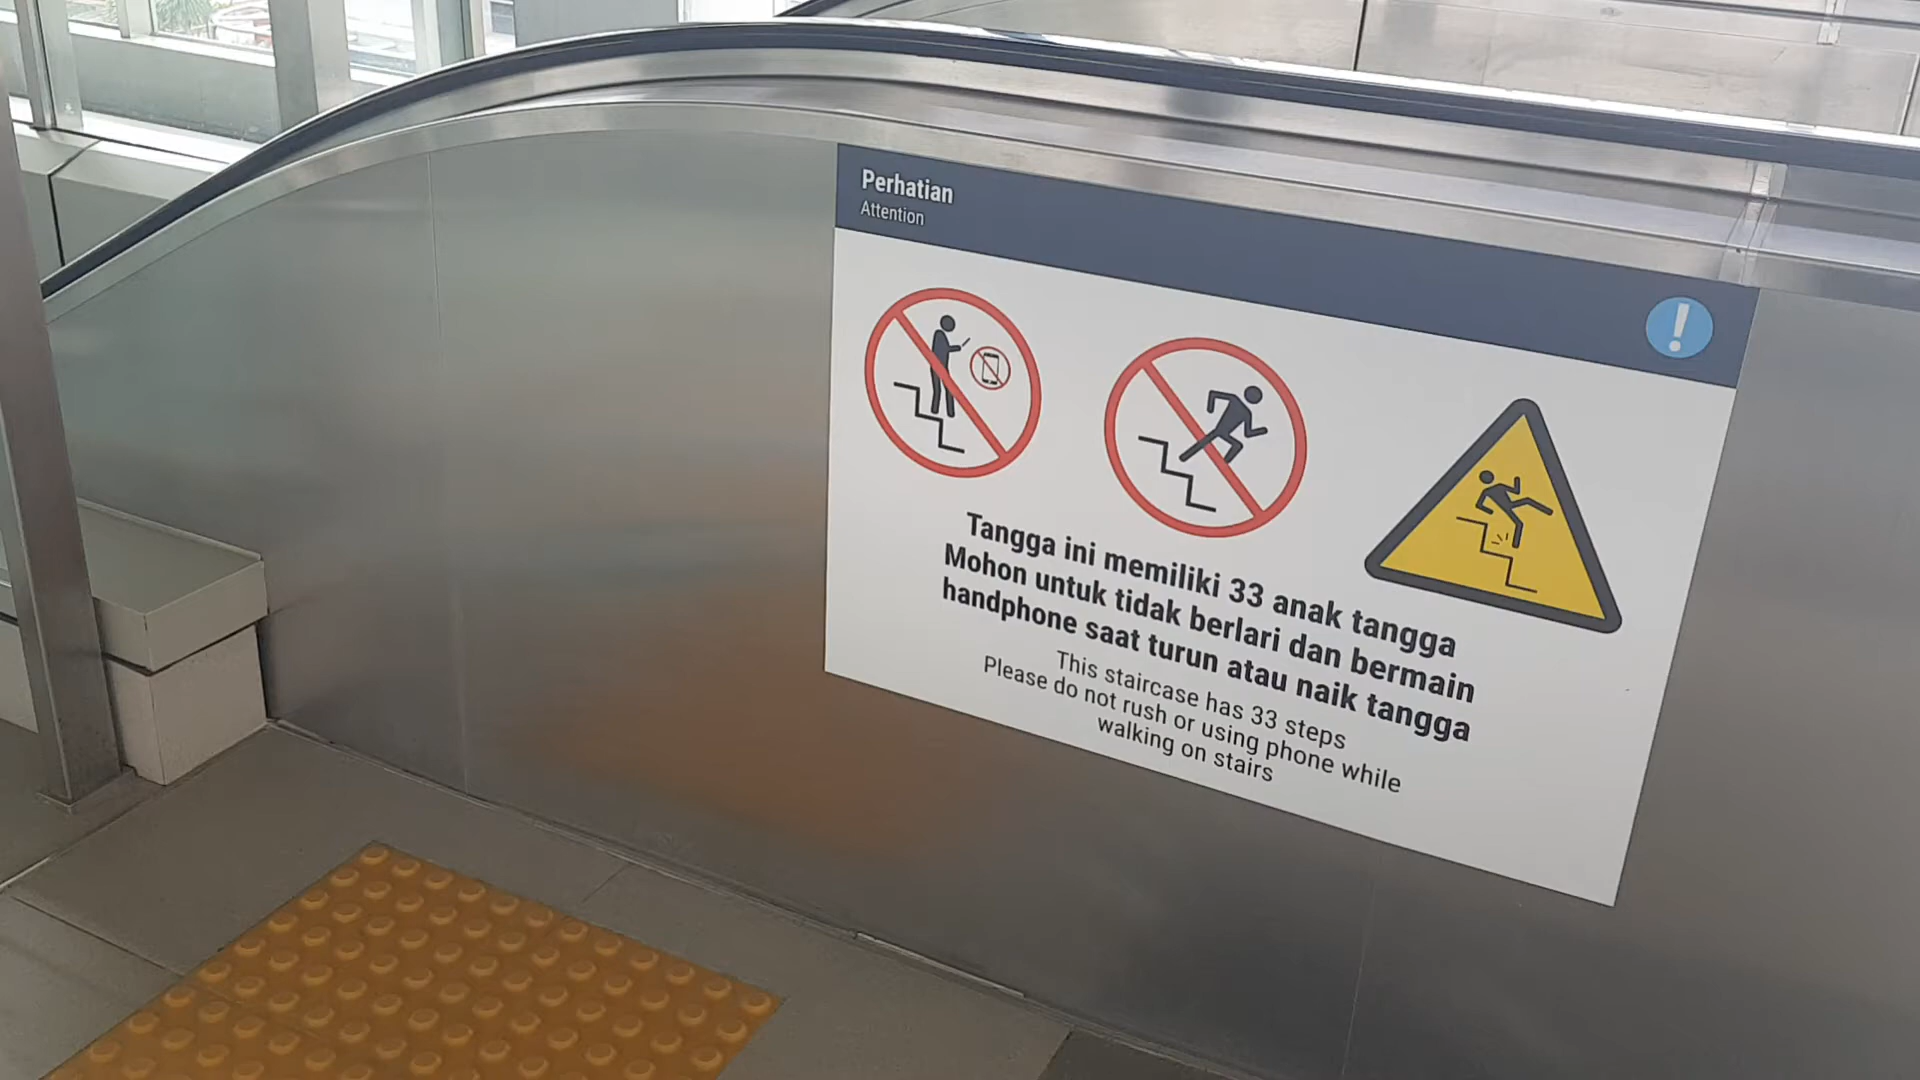 Perhatian
Attention
Tangga ini memiliki 33 anak tangga
Mohon untuk tidak berlari dan bermain
handphone saat turun atau naik tangga
This staircase has 33 steps
Please do not rush or using phone while
walking on stairs